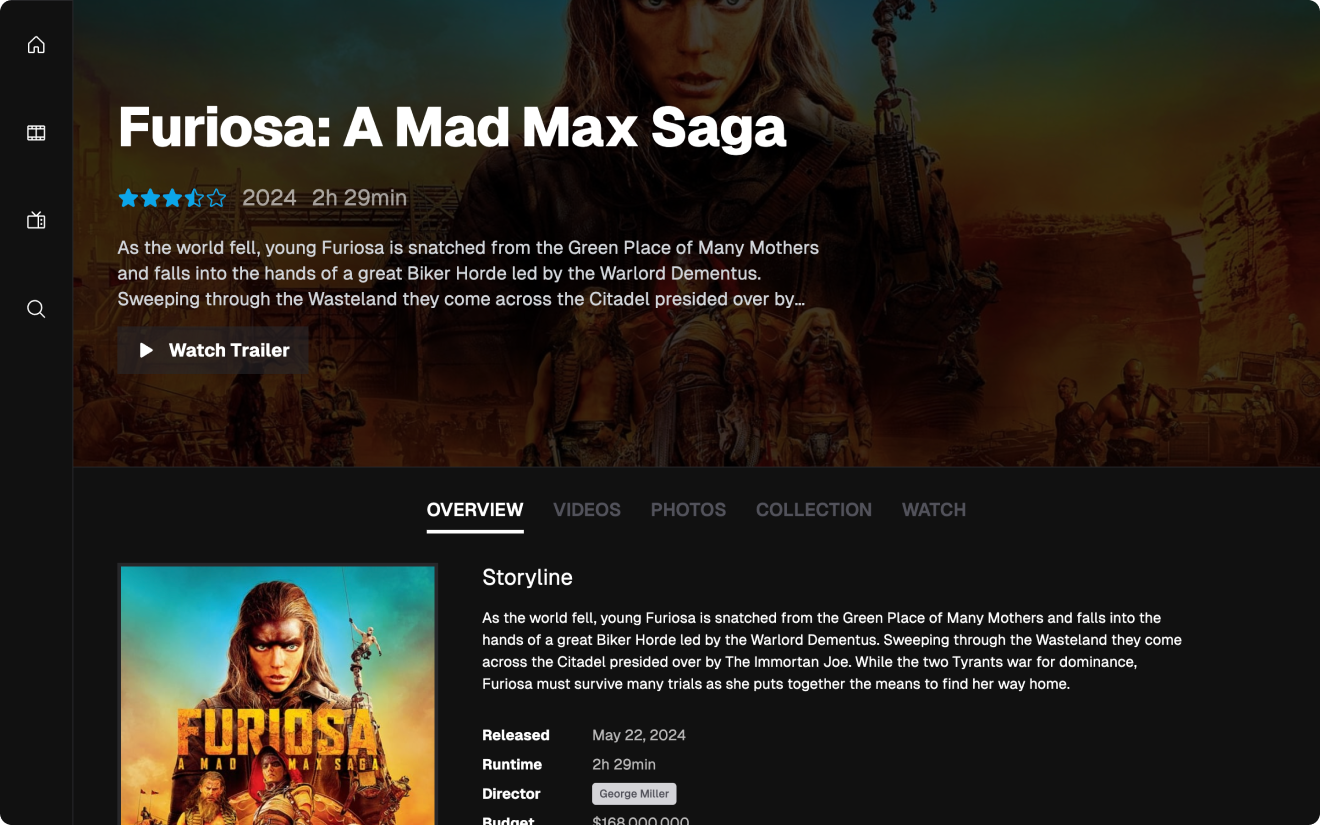 Furiosa: A Mad Max Saga
2024 2h 29min
As the world fell, young Furiosa is snatched from the Green Place of Many Mothers
and falls into the hands of a great Biker Horde led by the Warlord Dementus.
Sweeping through the Wasteland they come across the Citadel presided over by...
Watch Trailer
OVERVIEW VIDEOS PHOTOS COLLECTION WATCH
FURIOSA
A MAD MAX SAGA
Storyline
As the world fell, young Furiosa is snatched from the Green Place of Many Mothers and falls into the
hands of a great Biker Horde led by the Warlord Dementus. Sweeping through the Wasteland they come
across the Citadel presided over by The Immortan Joe. While the two Tyrants war for dominance,
Furiosa must survive many trials as she puts together the means to find her way home.
Released May 22, 2024
Runtime 2h 29min
Director George Miller
Budget $168,000,000